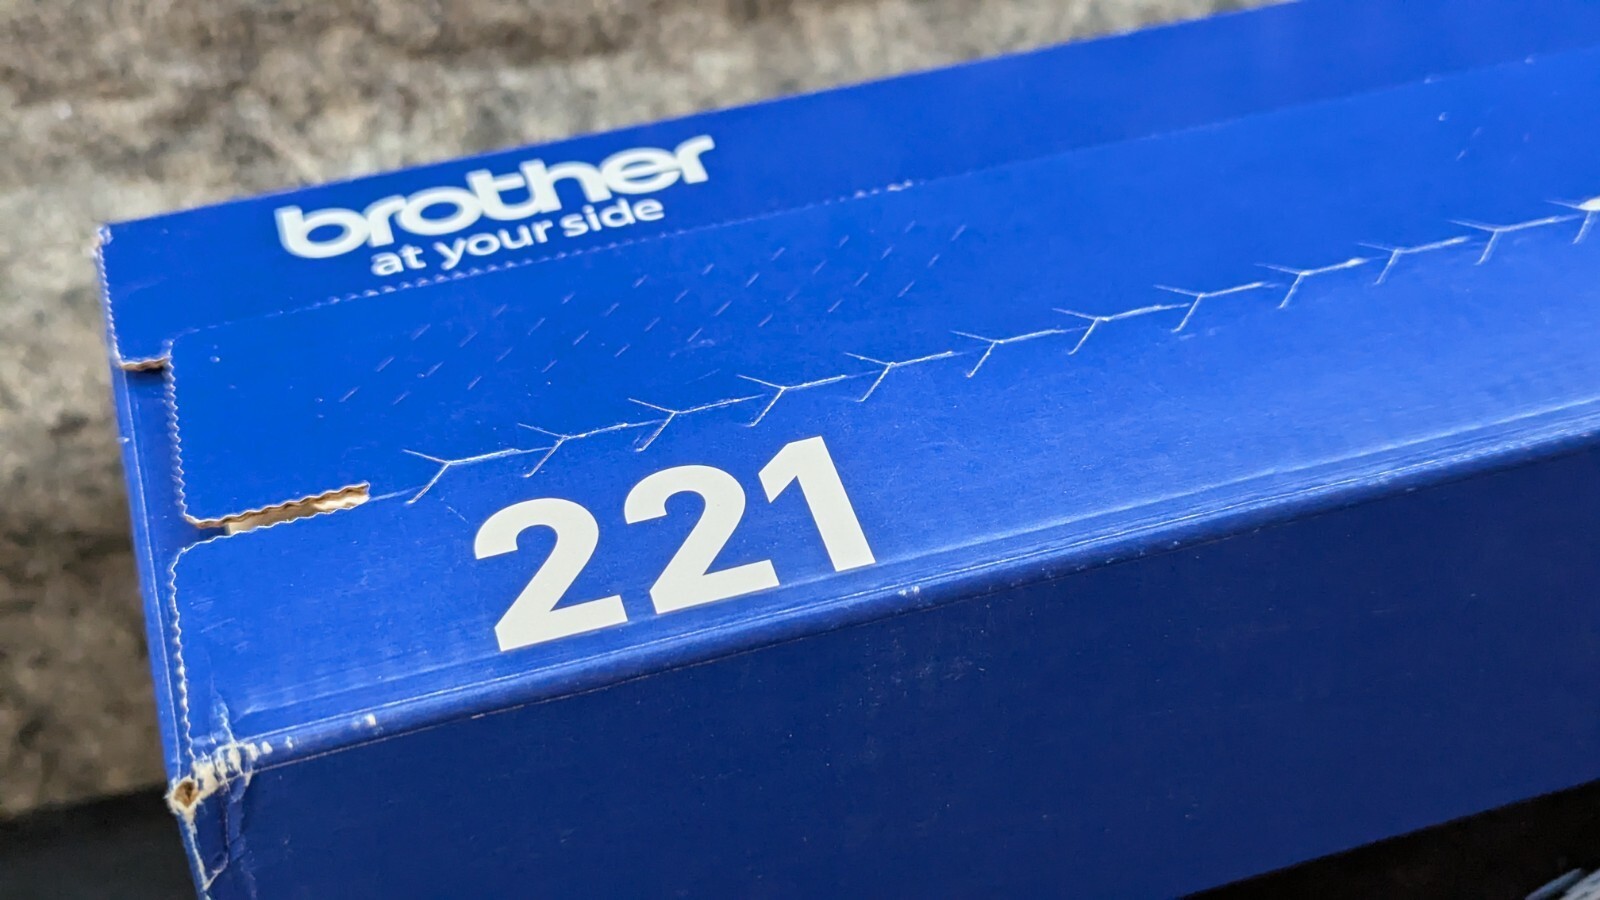 brother
at your side
221